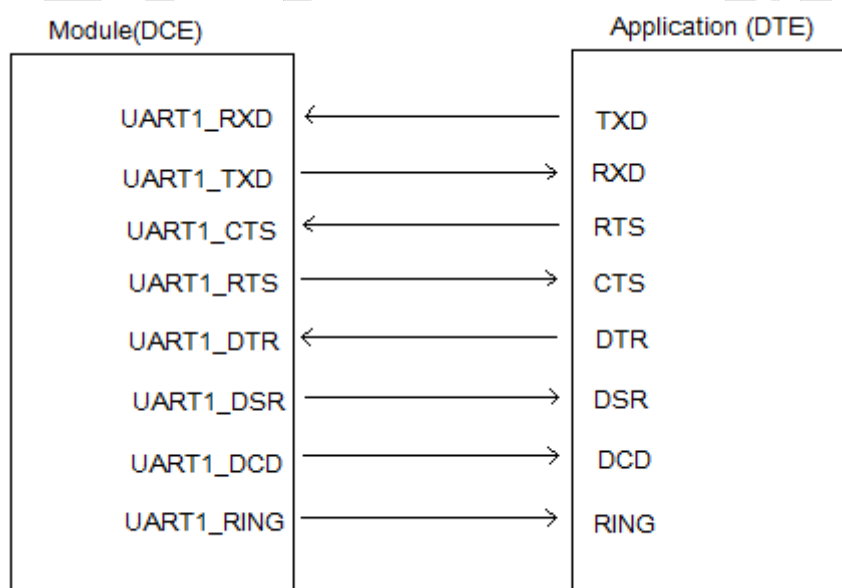 Module(DCE)
Application (DTE)
UART1_RXD
TXD
UART1_TXD
RXD
UART1_CTS
RTS
UART1_RTS
CTS
UART1_DTR
DTR
UART1_DSR
DSR
UART1_DCD
DCD
UART1_RING
RING